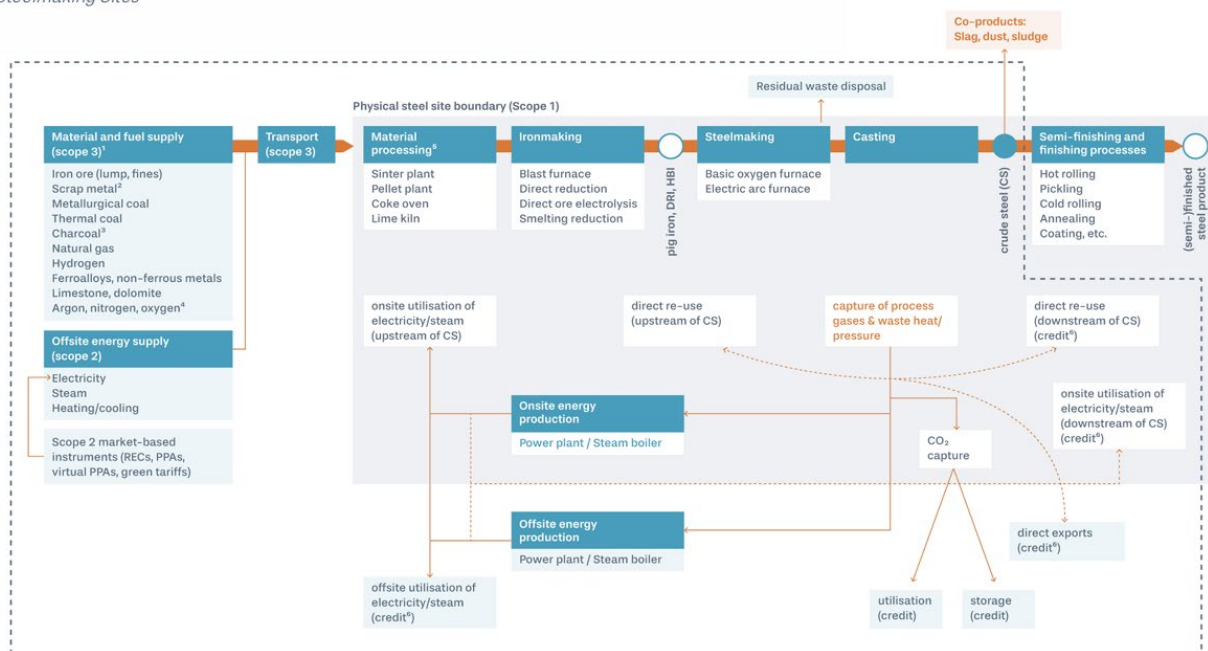 Steelmaking Sites
Co-products:
Slag, dust, sludge
Residual waste disposal
Physical steel site boundary (Scope 1)
Material and fuel supply
(scope 3)¹
Iron ore (lump, fines)
Scrap metal²
Metallurgical coal
Thermal coal
Charcoal³
Natural gas
Hydrogen
Ferroalloys, non-ferrous metals
Limestone, dolomite
Argon, nitrogen, oxygen⁴
Transport
(scope 3)
Material
processing⁵
Sinter plant
Pellet plant
Coke oven
Lime kiln
Ironmaking
Blast furnace
Direct reduction
Direct ore electrolysis
Smelting reduction
pig iron, DRI, HBI
Steelmaking
Basic oxygen furnace
Electric arc furnace
Casting
crude steel (CS)
Semi-finishing and
finishing processes
Hot rolling
Pickling
Cold rolling
Annealing
Coating, etc.
(semi-)finished
steel product
Offsite energy supply
(scope 2)
Electricity
Steam
Heating/cooling
Scope 2 market-based
instruments (RECs, PPAs,
virtual PPAs, green tariffs)
onsite utilisation of
electricity/steam
(upstream of CS)
direct re-use
(upstream of CS)
capture of process
gases & waste heat/
pressure
direct re-use
(downstream of CS)
(credit⁶)
Onsite energy
production
Power plant / Steam boiler
onsite utilisation of
electricity/steam
(downstream of CS)
(credit⁶)
CO₂
capture
Offsite energy
production
Power plant / Steam boiler
direct exports
(credit⁶)
offsite utilisation of
electricity/steam
(credit⁶)
utilisation
(credit)
storage
(credit)